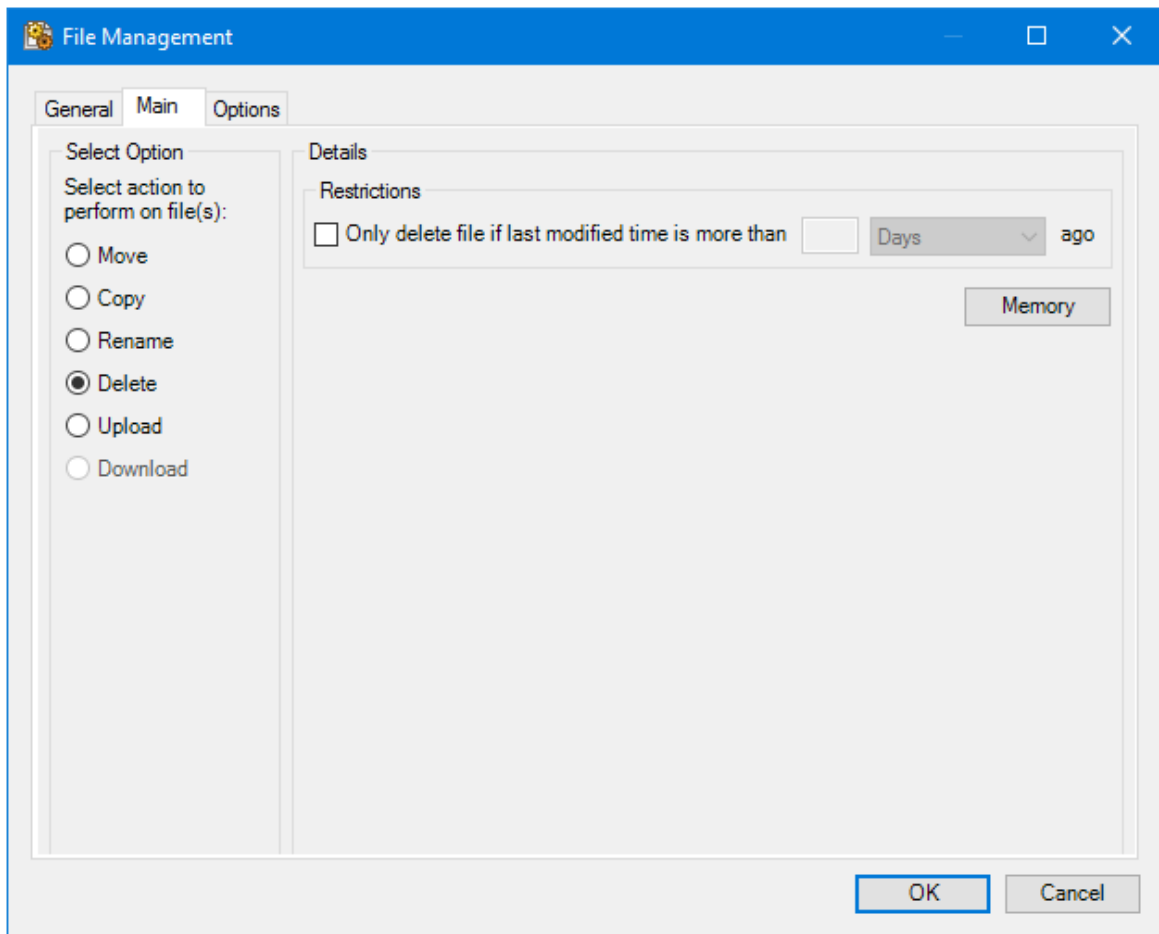 File Management
General Main Options
Select Option
Select action to
perform on file(s):
Move
Copy
Rename
Delete
Upload
Download
Details
Restrictions
Only delete file if last modified time is more than Days ago
Memory
OK Cancel